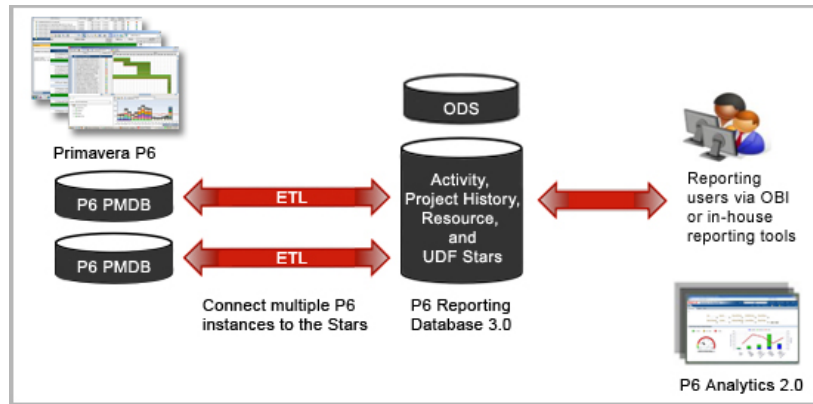 Primavera P6
P6 PMDB
P6 PMDB
ETL
ETL
Connect multiple P6
instances to the Stars
ODS
Activity,
Project History,
Resource,
and
UDF Stars
P6 Reporting
Database 3.0
Reporting
users via OBI
or in-house
reporting tools
P6 Analytics 2.0